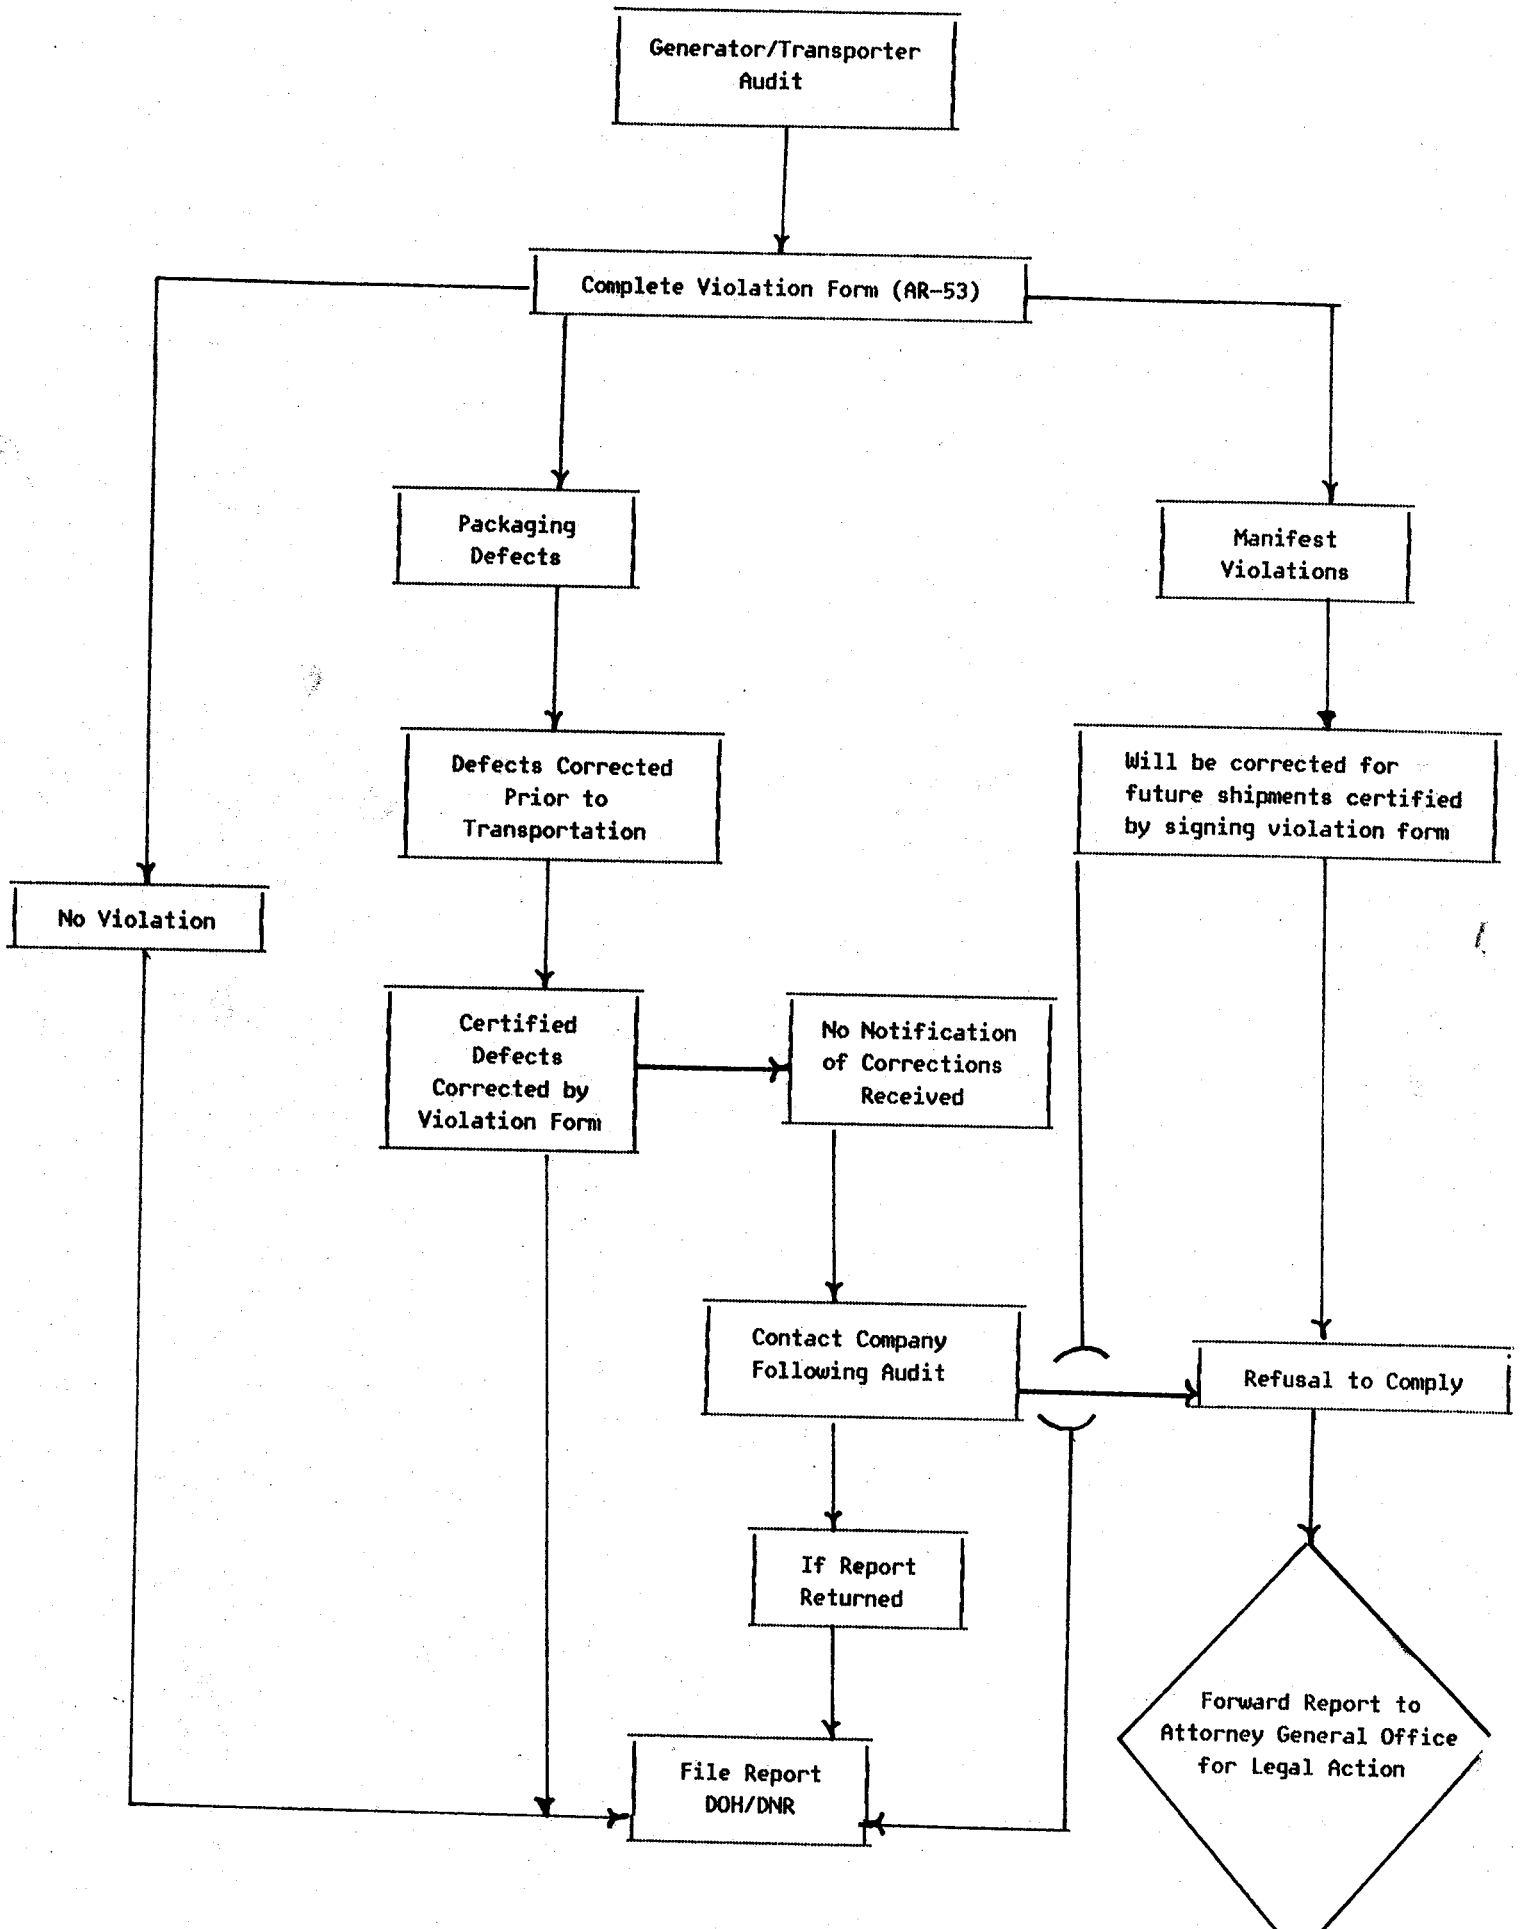 Generator/Transporter
Audit
Complete Violation Form (AR-53)
Packaging
Defects
Manifest
Violations
Defects Corrected
Prior to
Transportation
Will be corrected for
future shipments certified
by signing violation form
No Violation
Certified
Defects
Corrected by
Violation Form
No Notification
of Corrections
Received
Contact Company
Following Audit
Refusal to Comply
If Report
Returned
Forward Report to
Attorney General Office
for Legal Action
File Report
DOH/DNR